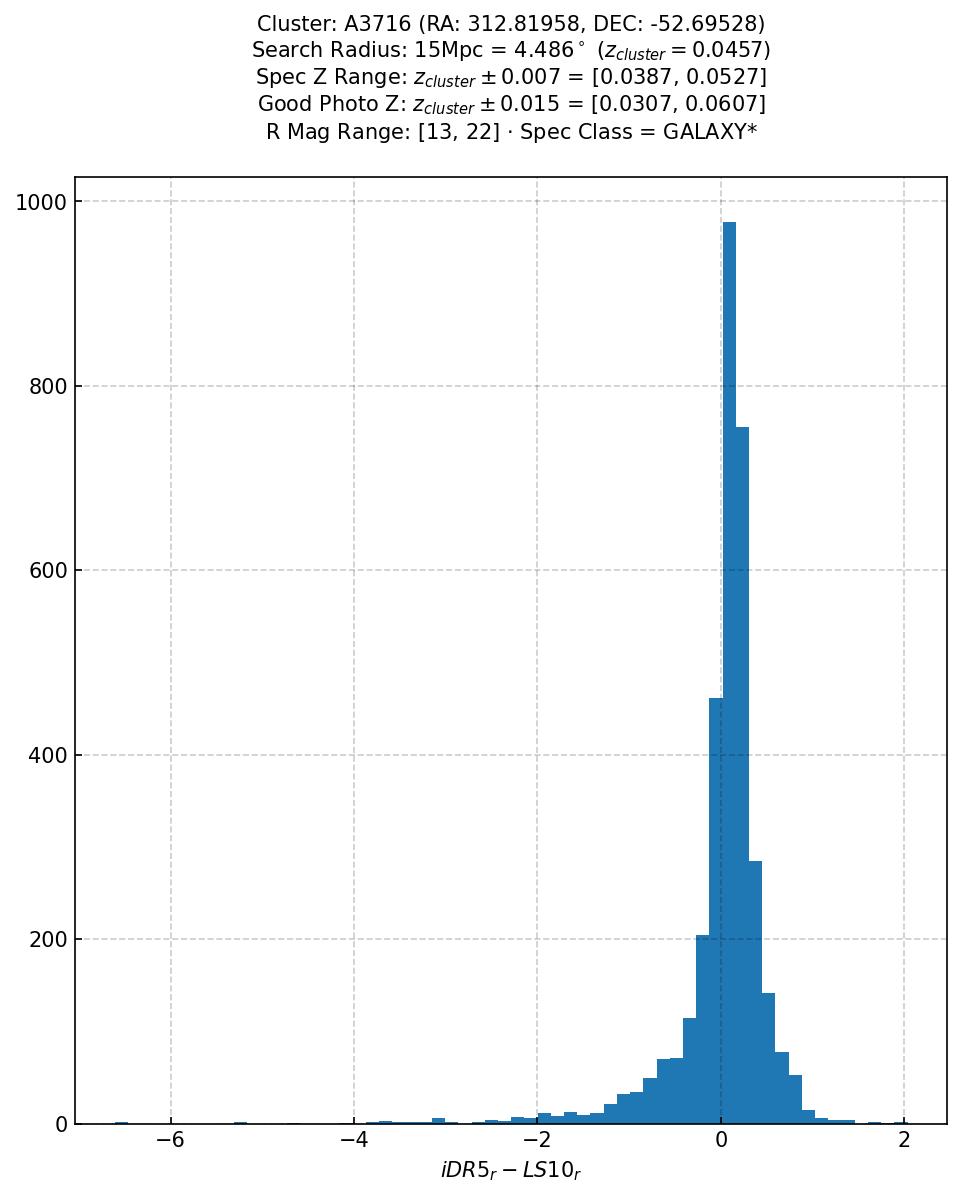 Cluster: A3716 (RA: 312.81958, DEC: -52.69528)
Search Radius: 15Mpc = 4.486° (z_cluster = 0.0457)
Spec Z Range: z_cluster ± 0.007 = [0.0387, 0.0527]
Good Photo Z: z_cluster ± 0.015 = [0.0307, 0.0607]
R Mag Range: [13, 22] · Spec Class = GALAXY*
1000
800
600
400
200
0
−6 −4 −2 0 2
iDR5_r − LS10_r